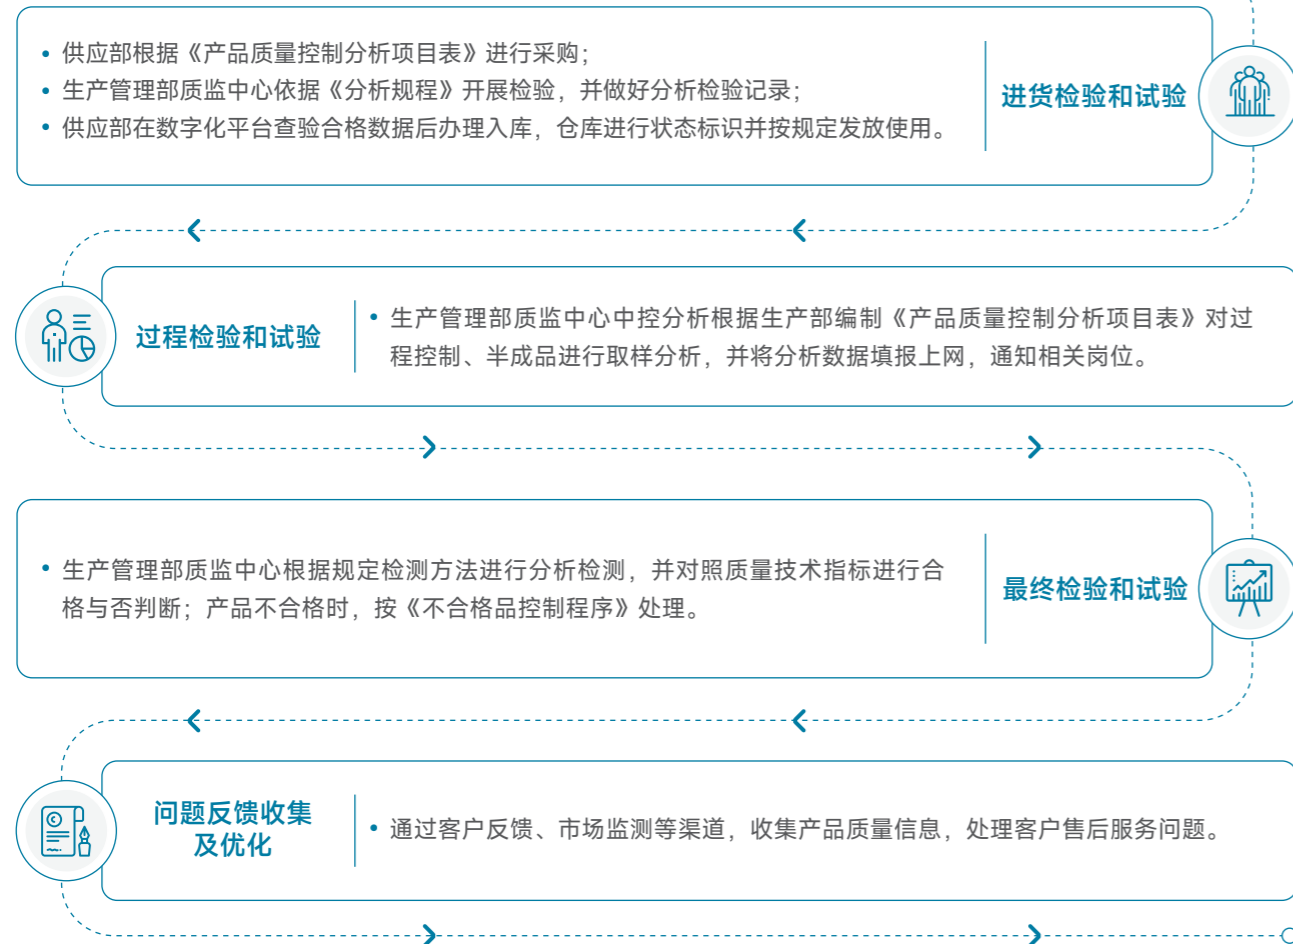 • 供应部根据《产品质量控制分析项目表》进行采购；
• 生产管理部质监中心依据《分析规程》开展检验，并做好分析检验记录；
• 供应部在数字化平台查验合格数据后办理入库，仓库进行状态标识并按规定发放使用。
进货检验和试验
过程检验和试验
• 生产管理部质监中心中控分析根据生产部编制《产品质量控制分析项目表》对过
程控制、半成品进行取样分析，并将分析数据填报上网，通知相关岗位。
• 生产管理部质监中心根据规定检测方法进行分析检测，并对照质量技术指标进行合
格与否判断；产品不合格时，按《不合格品控制程序》处理。
最终检验和试验
问题反馈收集
及优化
• 通过客户反馈、市场监测等渠道，收集产品质量信息，处理客户售后服务问题。